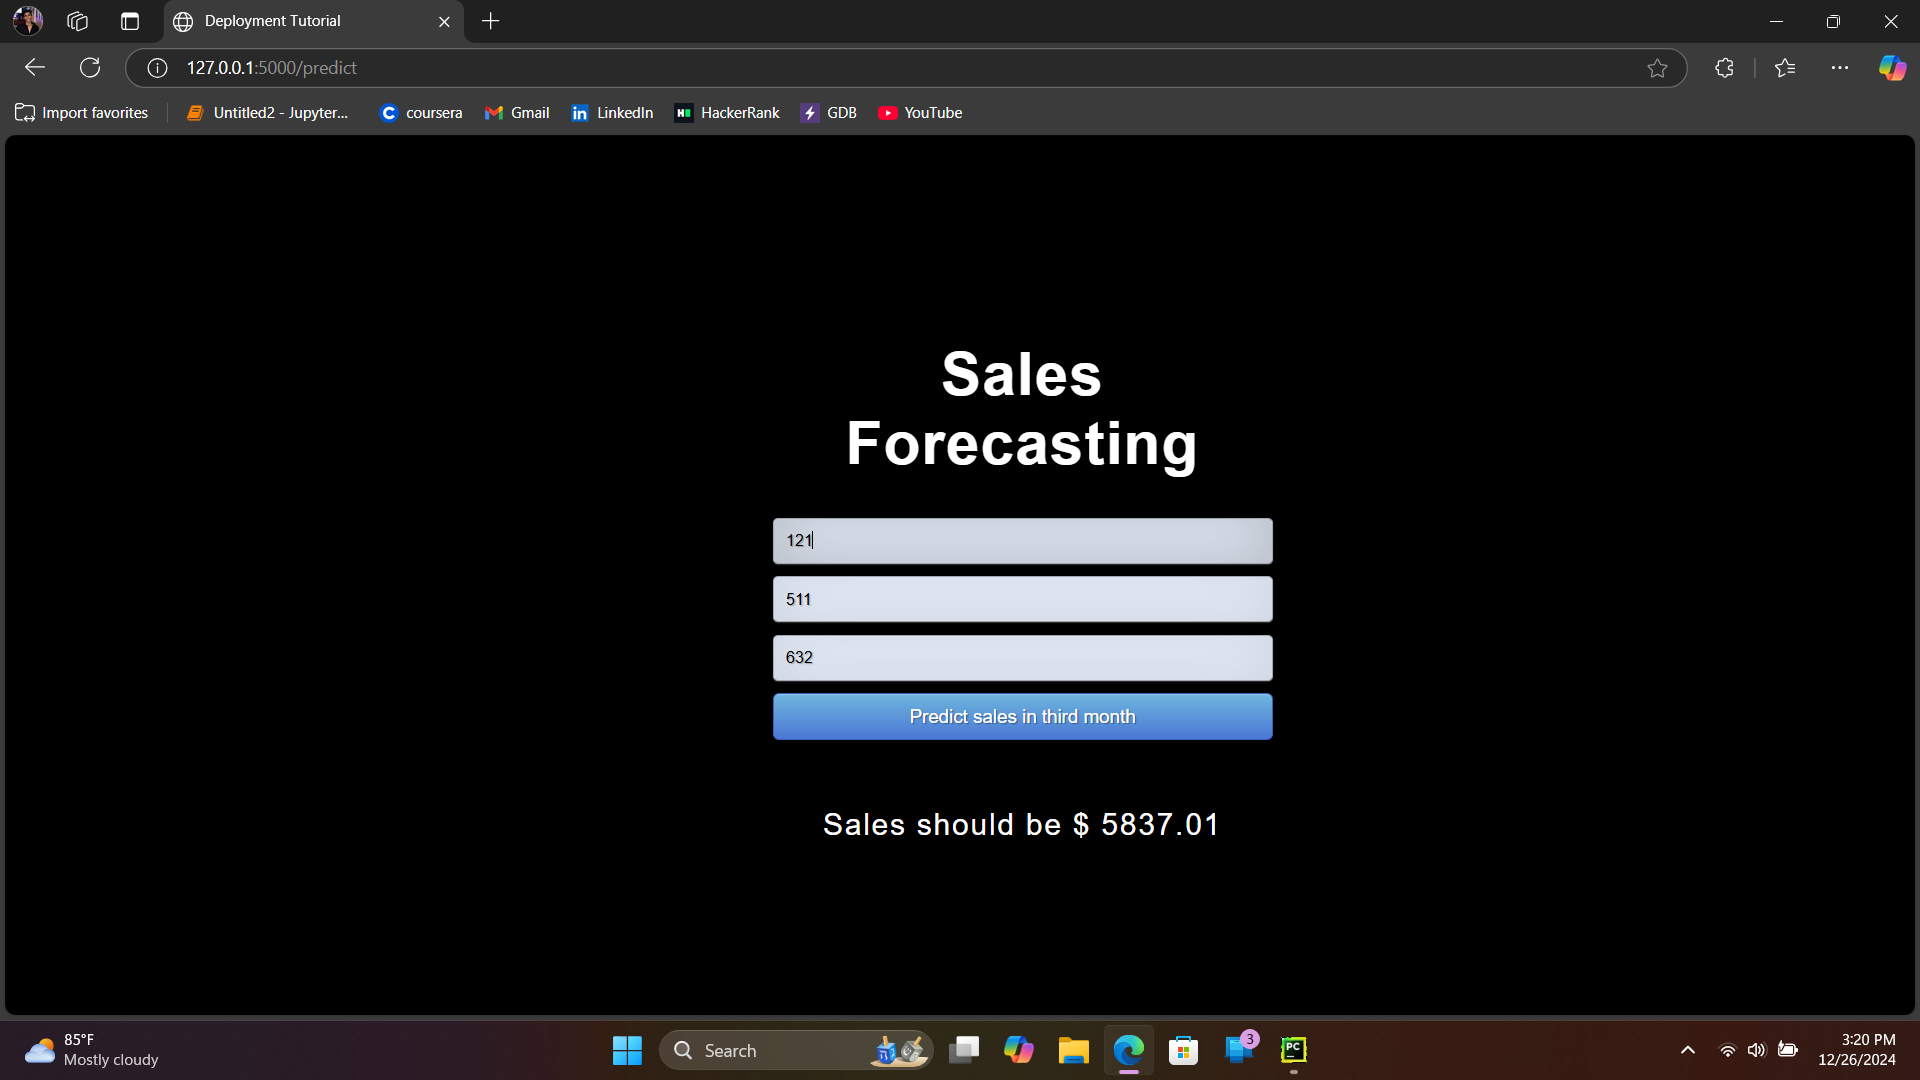 Deployment Tutorial
127.0.0.1:5000/predict
Import favorites
Untitled2 - Jupyter...
coursera
Gmail
LinkedIn
HackerRank
GDB
YouTube
Sales
Forecasting
121
511
632
Predict sales in third month
Sales should be $ 5837.01
85°F
Mostly cloudy
Search
3
PC
3:20 PM
12/26/2024